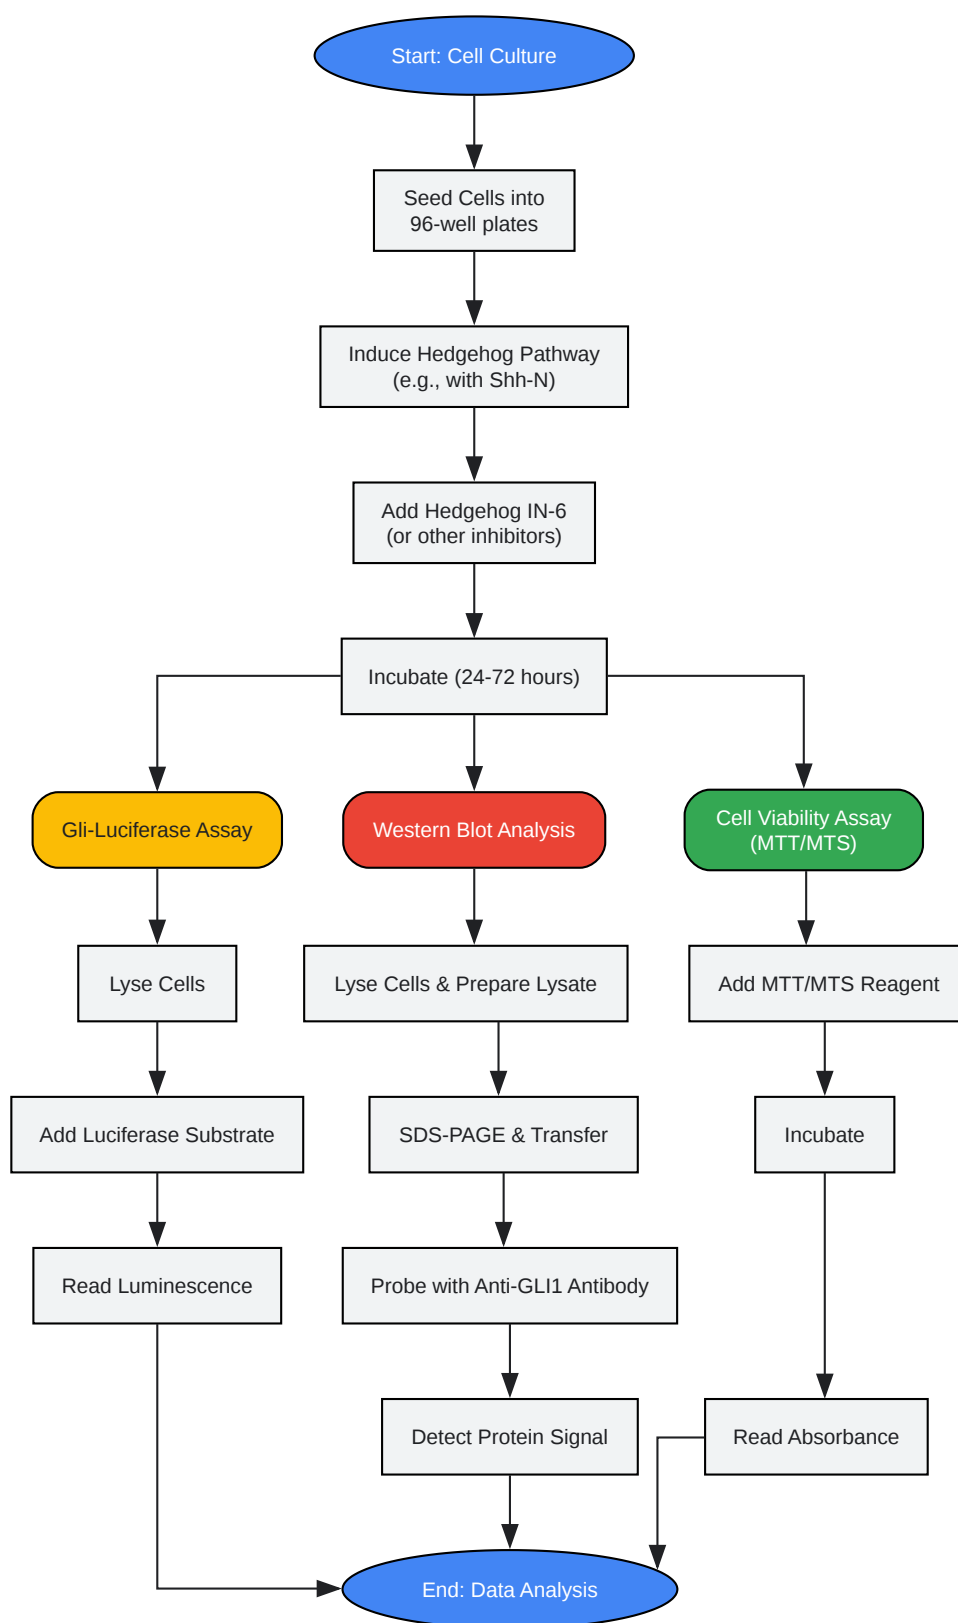 Start: Cell Culture
Seed Cells into
96-well plates
Induce Hedgehog Pathway
(e.g., with Shh-N)
Add Hedgehog IN-6
(or other inhibitors)
Incubate (24-72 hours)
Gli-Luciferase Assay
Western Blot Analysis
Cell Viability Assay
(MTT/MTS)
Lyse Cells
Lyse Cells & Prepare Lysate
Add MTT/MTS Reagent
Add Luciferase Substrate
SDS-PAGE & Transfer
Incubate
Read Luminescence
Probe with Anti-GLI1 Antibody
Detect Protein Signal
Read Absorbance
End: Data Analysis